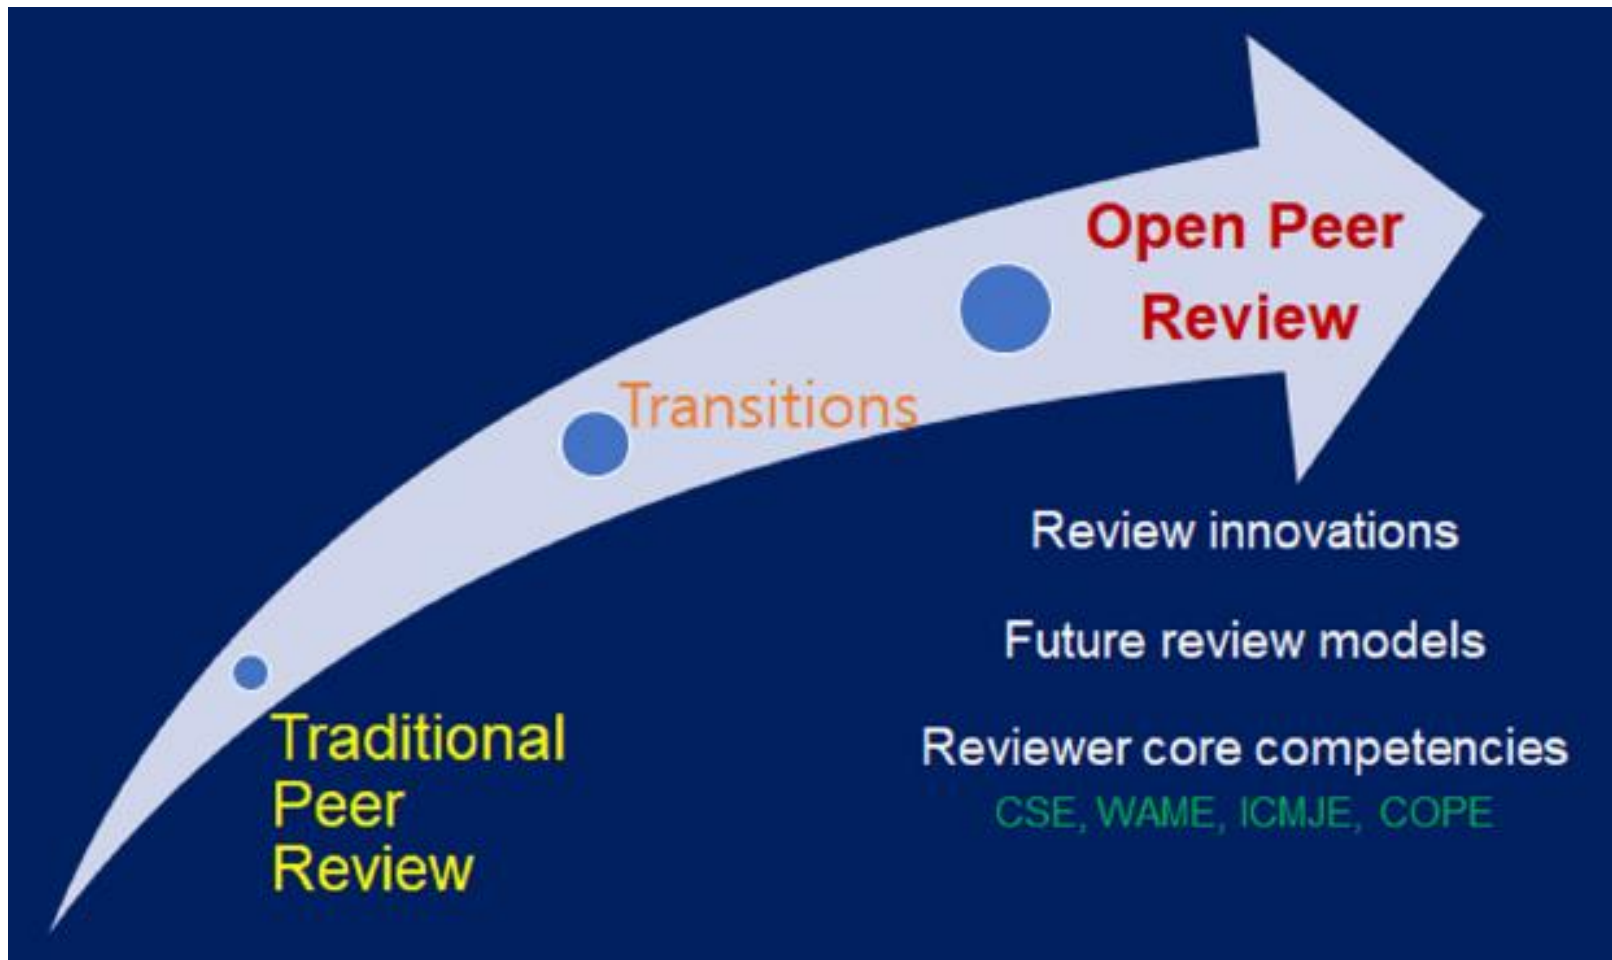 Open Peer
Review
Transitions
Traditional
Peer
Review
Review innovations
Future review models
Reviewer core competencies
CSE, WAME, ICMJE, COPE